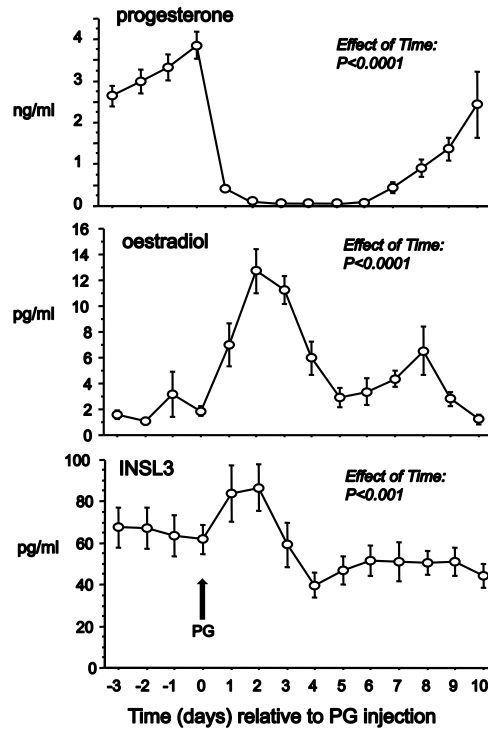 progesterone
Effect of Time:
P<0.0001
4
3
2
1
0
ng/ml
oestradiol
Effect of Time:
P<0.0001
16
14
12
10
8
6
4
2
0
pg/ml
INSL3
Effect of Time:
P<0.001
100
80
60
40
20
0
pg/ml
PG
-3 -2 -1 0 1 2 3 4 5 6 7 8 9 10
Time (days) relative to PG injection